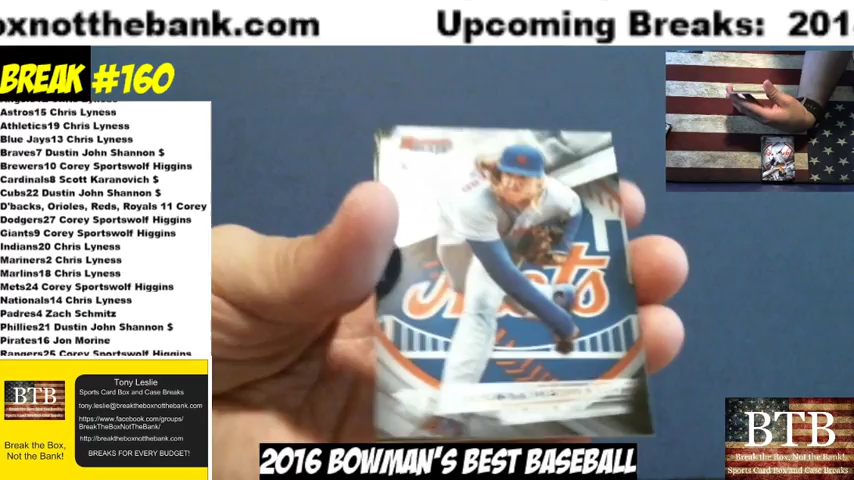 oxnotthebank.com Upcoming Breaks: 201
BREAK #160
Astros15 Chris Lyness
Athletics19 Chris Lyness
Blue Jays13 Chris Lyness
Braves7 Dustin John Shannon $
Brewers10 Corey Sportswolf Higgins
Cardinals8 Scott Karanovich $
Cubs22 Dustin John Shannon $
D'backs, Orioles, Reds, Royals 11 Corey
Dodgers27 Corey Sportswolf Higgins
Giants9 Corey Sportswolf Higgins
Indians20 Chris Lyness
Mariners2 Chris Lyness
Marlins18 Chris Lyness
Mets24 Corey Sportswolf Higgins
Nationals14 Chris Lyness
Padres4 Zach Schmitz
Phillies21 Dustin John Shannon $
Pirates16 Jon Morine
Rangers25 Corey Sportswolf Higgins
Mets
BTB
Break the Box,
Not the Bank!
Tony Leslie
Sports Card Box and Case Breaks
tony.leslie@breaktheboxnotthebank.com
https://www.facebook.com/groups/
BreakTheBoxNotTheBank/
http://breaktheboxnotthebank.com
BREAKS FOR EVERY BUDGET!
2016 BOWMAN'S BEST BASEBALL
BTB
Break the Box, Not the Bank!
Sports Card Box and Case Breaks